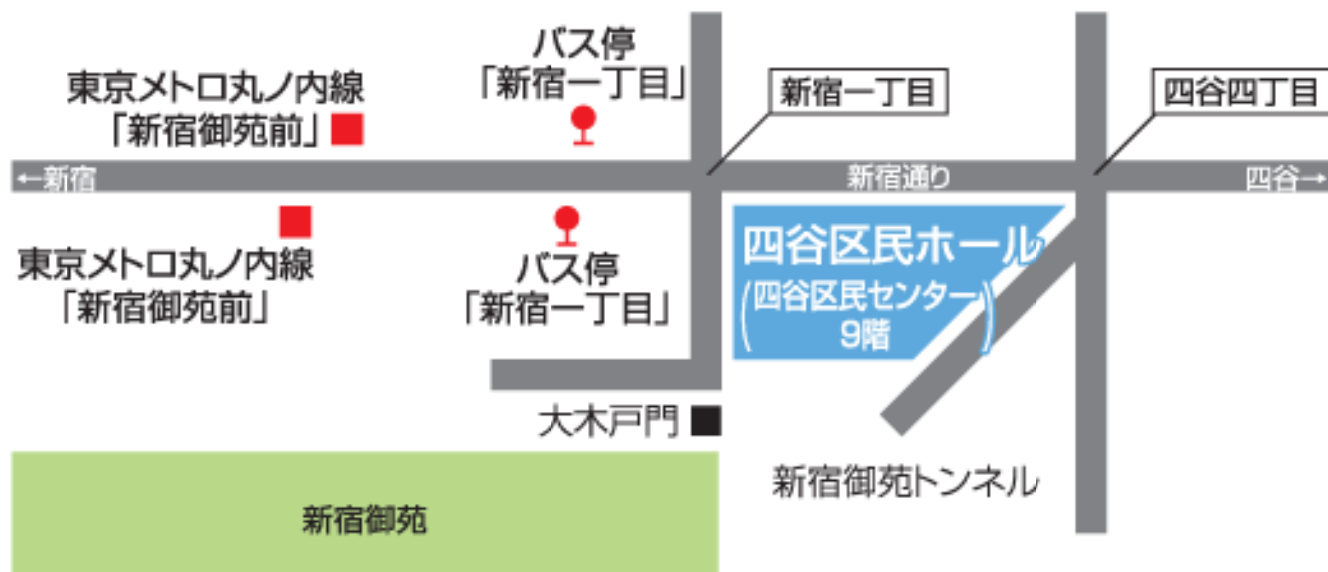 バス停
「新宿一丁目」
東京メトロ丸ノ内線
「新宿御苑前」
新宿一丁目
四谷四丁目
←新宿
新宿通り
四谷→
東京メトロ丸ノ内線
「新宿御苑前」
バス停
「新宿一丁目」
四谷区民ホール
(四谷区民センター
9階)
大木戸門
新宿御苑トンネル
新宿御苑